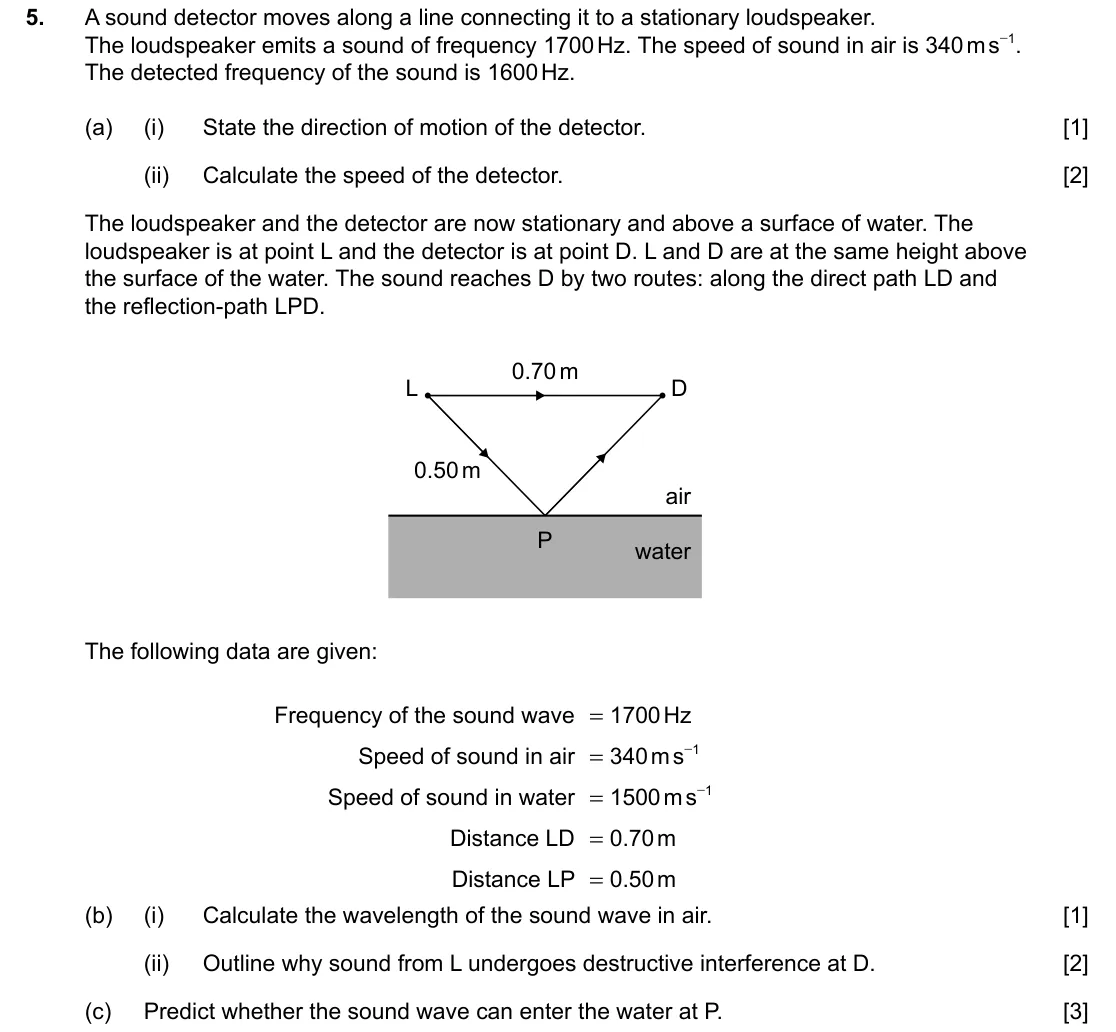 5. A sound detector moves along a line connecting it to a stationary loudspeaker.
The loudspeaker emits a sound of frequency 1700 Hz. The speed of sound in air is 340 m s⁻¹.
The detected frequency of the sound is 1600 Hz.
(a) (i) State the direction of motion of the detector. [1]
(ii) Calculate the speed of the detector. [2]
The loudspeaker and the detector are now stationary and above a surface of water. The
loudspeaker is at point L and the detector is at point D. L and D are at the same height above
the surface of the water. The sound reaches D by two routes: along the direct path LD and
the reflection-path LPD.
0.70 m
L D
0.50 m
air
P
water
The following data are given:
Frequency of the sound wave = 1700 Hz
Speed of sound in air = 340 m s⁻¹
Speed of sound in water = 1500 m s⁻¹
Distance LD = 0.70 m
Distance LP = 0.50 m
(b) (i) Calculate the wavelength of the sound wave in air. [1]
(ii) Outline why sound from L undergoes destructive interference at D. [2]
(c) Predict whether the sound wave can enter the water at P. [3]